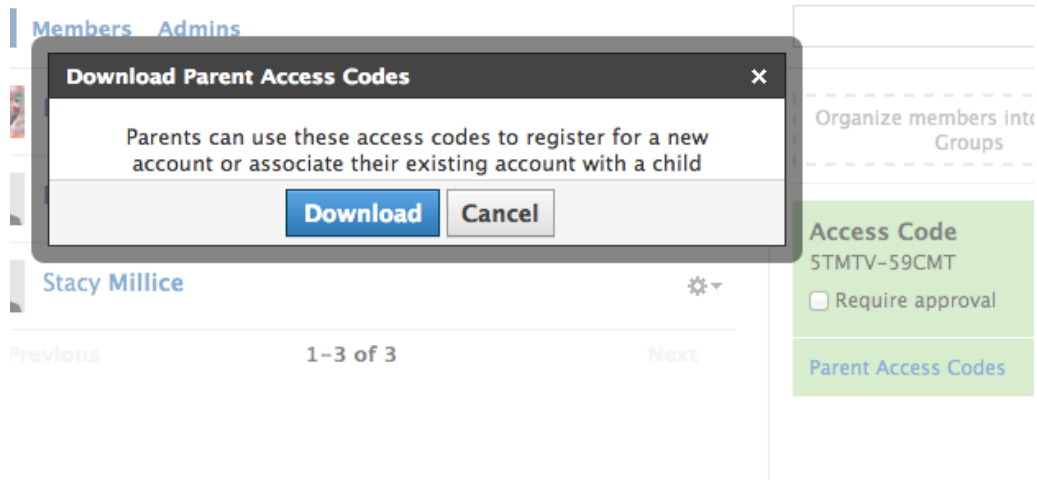 Members Admins
Download Parent Access Codes ×
Parents can use these access codes to register for a new
account or associate their existing account with a child
Download Cancel
Organize members into
Groups
Access Code
5TMTV-59CMT
Require approval
Stacy Millice
Previous 1-3 of 3 Next
Parent Access Codes